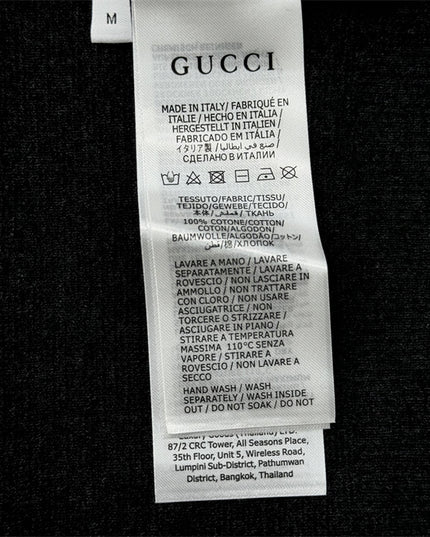 M
GUCCI
MADE IN ITALY/ FABRIQUÉ EN
ITALIE / HECHO EN ITALIA /
HERGESTELLT IN ITALIEN /
FABRICADO EM ITÁLIA /
イタリア製 / صنع في ايطاليا /
СДЕЛАНО В ИТАЛИИ
TESSUTO/FABRIC/TISSU/
TEJIDO/GEWEBE/TECIDO/
本体/ قماش / ТКАНЬ
100% COTONE/COTTON/
COTON/ALGODON/
BAUMWOLLE/ALGODÃO/コットン/
قطن/棉/ХЛОПОК
LAVARE A MANO / LAVARE
SEPARATAMENTE / LAVARE A
ROVESCIO / NON LASCIARE IN
AMMOLLO / NON TRATTARE
CON CLORO / NON USARE
ASCIUGATRICE / NON
TORCERE O STRIZZARE /
ASCIUGARE IN PIANO /
STIRARE A TEMPERATURA
MASSIMA 110°C SENZA
VAPORE / STIRARE A
ROVESCIO / NON LAVARE A
SECCO
HAND WASH / WASH
SEPARATELY / WASH INSIDE
OUT / DO NOT SOAK / DO NOT
Luxury Goods (Thailand) LTD.
87/2 CRC Tower, All Seasons Place,
35th Floor, Unit 5, Wireless Road,
Lumpini Sub-District, Pathumwan
District, Bangkok, Thailand